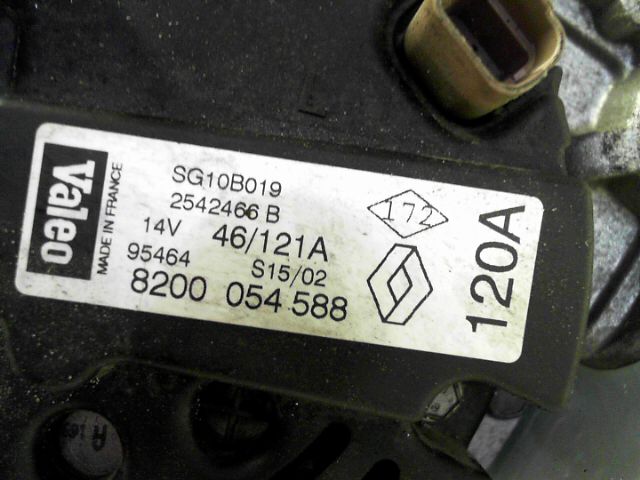 Valeo
MADE IN FRANCE
SG10B019
2542466 B
14V 46/121A
95464 S15/02
8200 054 588
172
120A